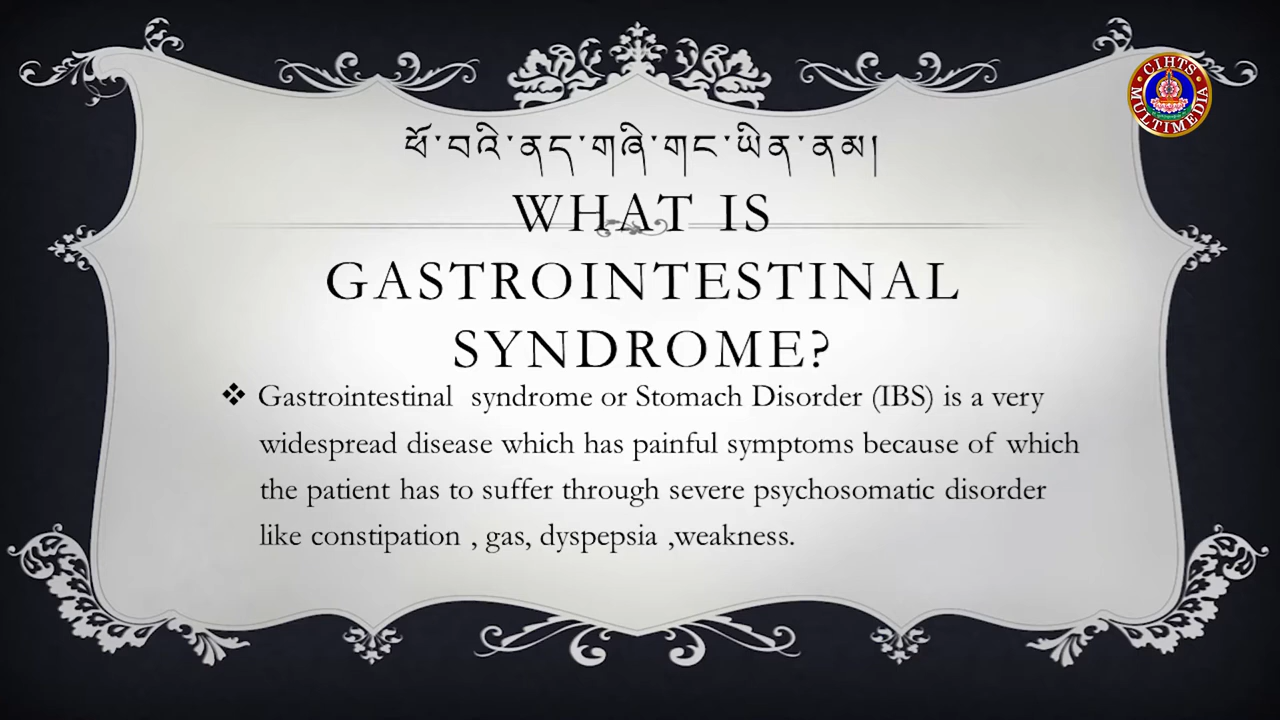 CIHTS
MULTIMEDIA
ཕོ་བའི་ནད་གཞི་གང་ཡིན་ནམ།
WHAT IS
GASTROINTESTINAL
SYNDROME?
❖ Gastrointestinal syndrome or Stomach Disorder (IBS) is a very
widespread disease which has painful symptoms because of which
the patient has to suffer through severe psychosomatic disorder
like constipation , gas, dyspepsia ,weakness.